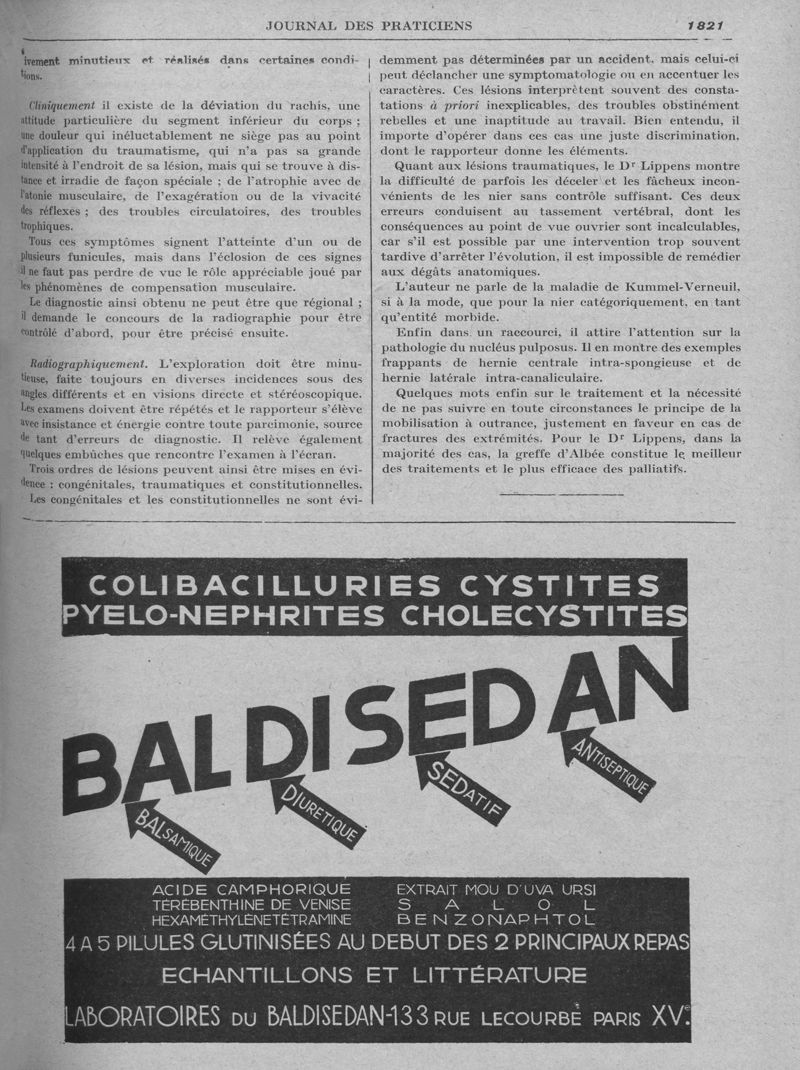 JOURNAL DES PRATICIENS 1821
ivement minutieux et réalisés dans certaines condi-
tions.
Cliniquement il existe de la déviation du rachis, une
attitude particulière du segment inférieur du corps ;
une douleur qui inéluctablement ne siège pas au point
d'application du traumatisme, qui n'a pas sa grande
intensité à l'endroit de sa lésion, mais qui se trouve à dis-
tance et irradie de façon spéciale ; de l'atrophie avec de
l'atonie musculaire, de l'exagération ou de la vivacité
des réflexes ; des troubles circulatoires, des troubles
trophiques.
Tous ces symptômes signent l'atteinte d'un ou de
plusieurs funicules, mais dans l'éclosion de ces signes
il ne faut pas perdre de vue le rôle appréciable joué par
les phénomènes de compensation musculaire.
Le diagnostic ainsi obtenu ne peut être que régional ;
il demande le concours de la radiographie pour être
contrôlé d'abord, pour être précisé ensuite.
Radiographiquement. L'exploration doit être minu-
tieuse, faite toujours en diverses incidences sous des
angles différents et en visions directe et stéréoscopique.
Les examens doivent être répétés et le rapporteur s'élève
avec insistance et énergie contre toute parcimonie, source
de tant d'erreurs de diagnostic. Il relève également
quelques embûches que rencontre l'examen à l'écran.
Trois ordres de lésions peuvent ainsi être mises en évi-
dence : congénitales, traumatiques et constitutionnelles.
Les congénitales et les constitutionnelles ne sont évi-
demment pas déterminées par un accident, mais celui-ci
peut déclancher une symptomatologie ou en accentuer les
caractères. Ces lésions interprètent souvent des consta-
tations à priori inexplicables, des troubles obstinément
rebelles et une inaptitude au travail. Bien entendu, il
importe d'opérer dans ces cas une juste discrimination,
dont le rapporteur donne les éléments.
Quant aux lésions traumatiques, le Dr Lippens montre
la difficulté de parfois les déceler et les fâcheux incon-
vénients de les nier sans contrôle suffisant. Ces deux
erreurs conduisent au tassement vertébral, dont les
conséquences au point de vue ouvrier sont incalculables,
car s'il est possible par une intervention trop souvent
tardive d'arrêter l'évolution, il est impossible de remédier
aux dégâts anatomiques.
L'auteur ne parle de la maladie de Kummel-Verneuil,
si à la mode, que pour la nier catégoriquement, en tant
qu'entité morbide.
Enfin dans un raccourci, il attire l'attention sur la
pathologie du nucléus pulposus. Il en montre des exemples
frappants de hernie centrale intra-spongieuse et de
hernie latérale intra-canaliculaire.
Quelques mots enfin sur le traitement et la nécessité
de ne pas suivre en toute circonstances le principe de la
mobilisation à outrance, justement en faveur en cas de
fractures des extrémités. Pour le Dr Lippens, dans la
majorité des cas, la greffe d'Albée constitue le meilleur
des traitements et le plus efficace des palliatifs.
COLIBACILLURIES CYSTITES
PYELO-NEPHRITES CHOLECYSTITES
BALDISEDAN
BALSAMIQUE
DIURETIQUE
SEDATIF
ANTISEPTIQUE
ACIDE CAMPHORIQUE EXTRAIT MOU D'UVA URSI
TÉRÉBENTHINE DE VENISE SALOL
HEXAMÉTHYLÈNETÉTRAMINE BENZONAPHTOL
4 A 5 PILULES GLUTINISÉES AU DEBUT DES 2 PRINCIPAUX REPAS
ECHANTILLONS ET LITTÉRATURE
LABORATOIRES DU BALDISEDAN-133 RUE LECOURBE PARIS XVe.